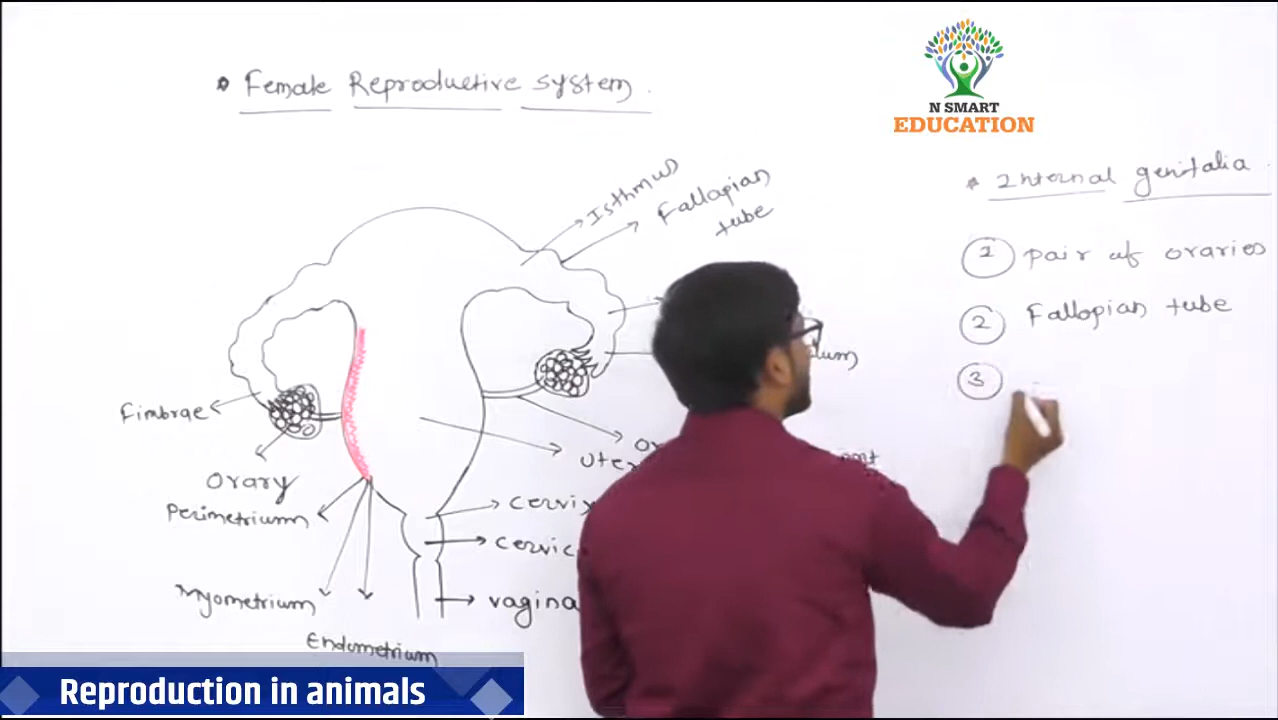 • Female Reproductive system.
N SMART
EDUCATION
* Internal genitalia.
1 pair of ovaries
2 Fallopian tube
3
Isthmus
Fallopian
tube
Fimbrae
Ovary
Perimetrium
Myometrium
Endometrium
Cervix
vagina
Reproduction in animals